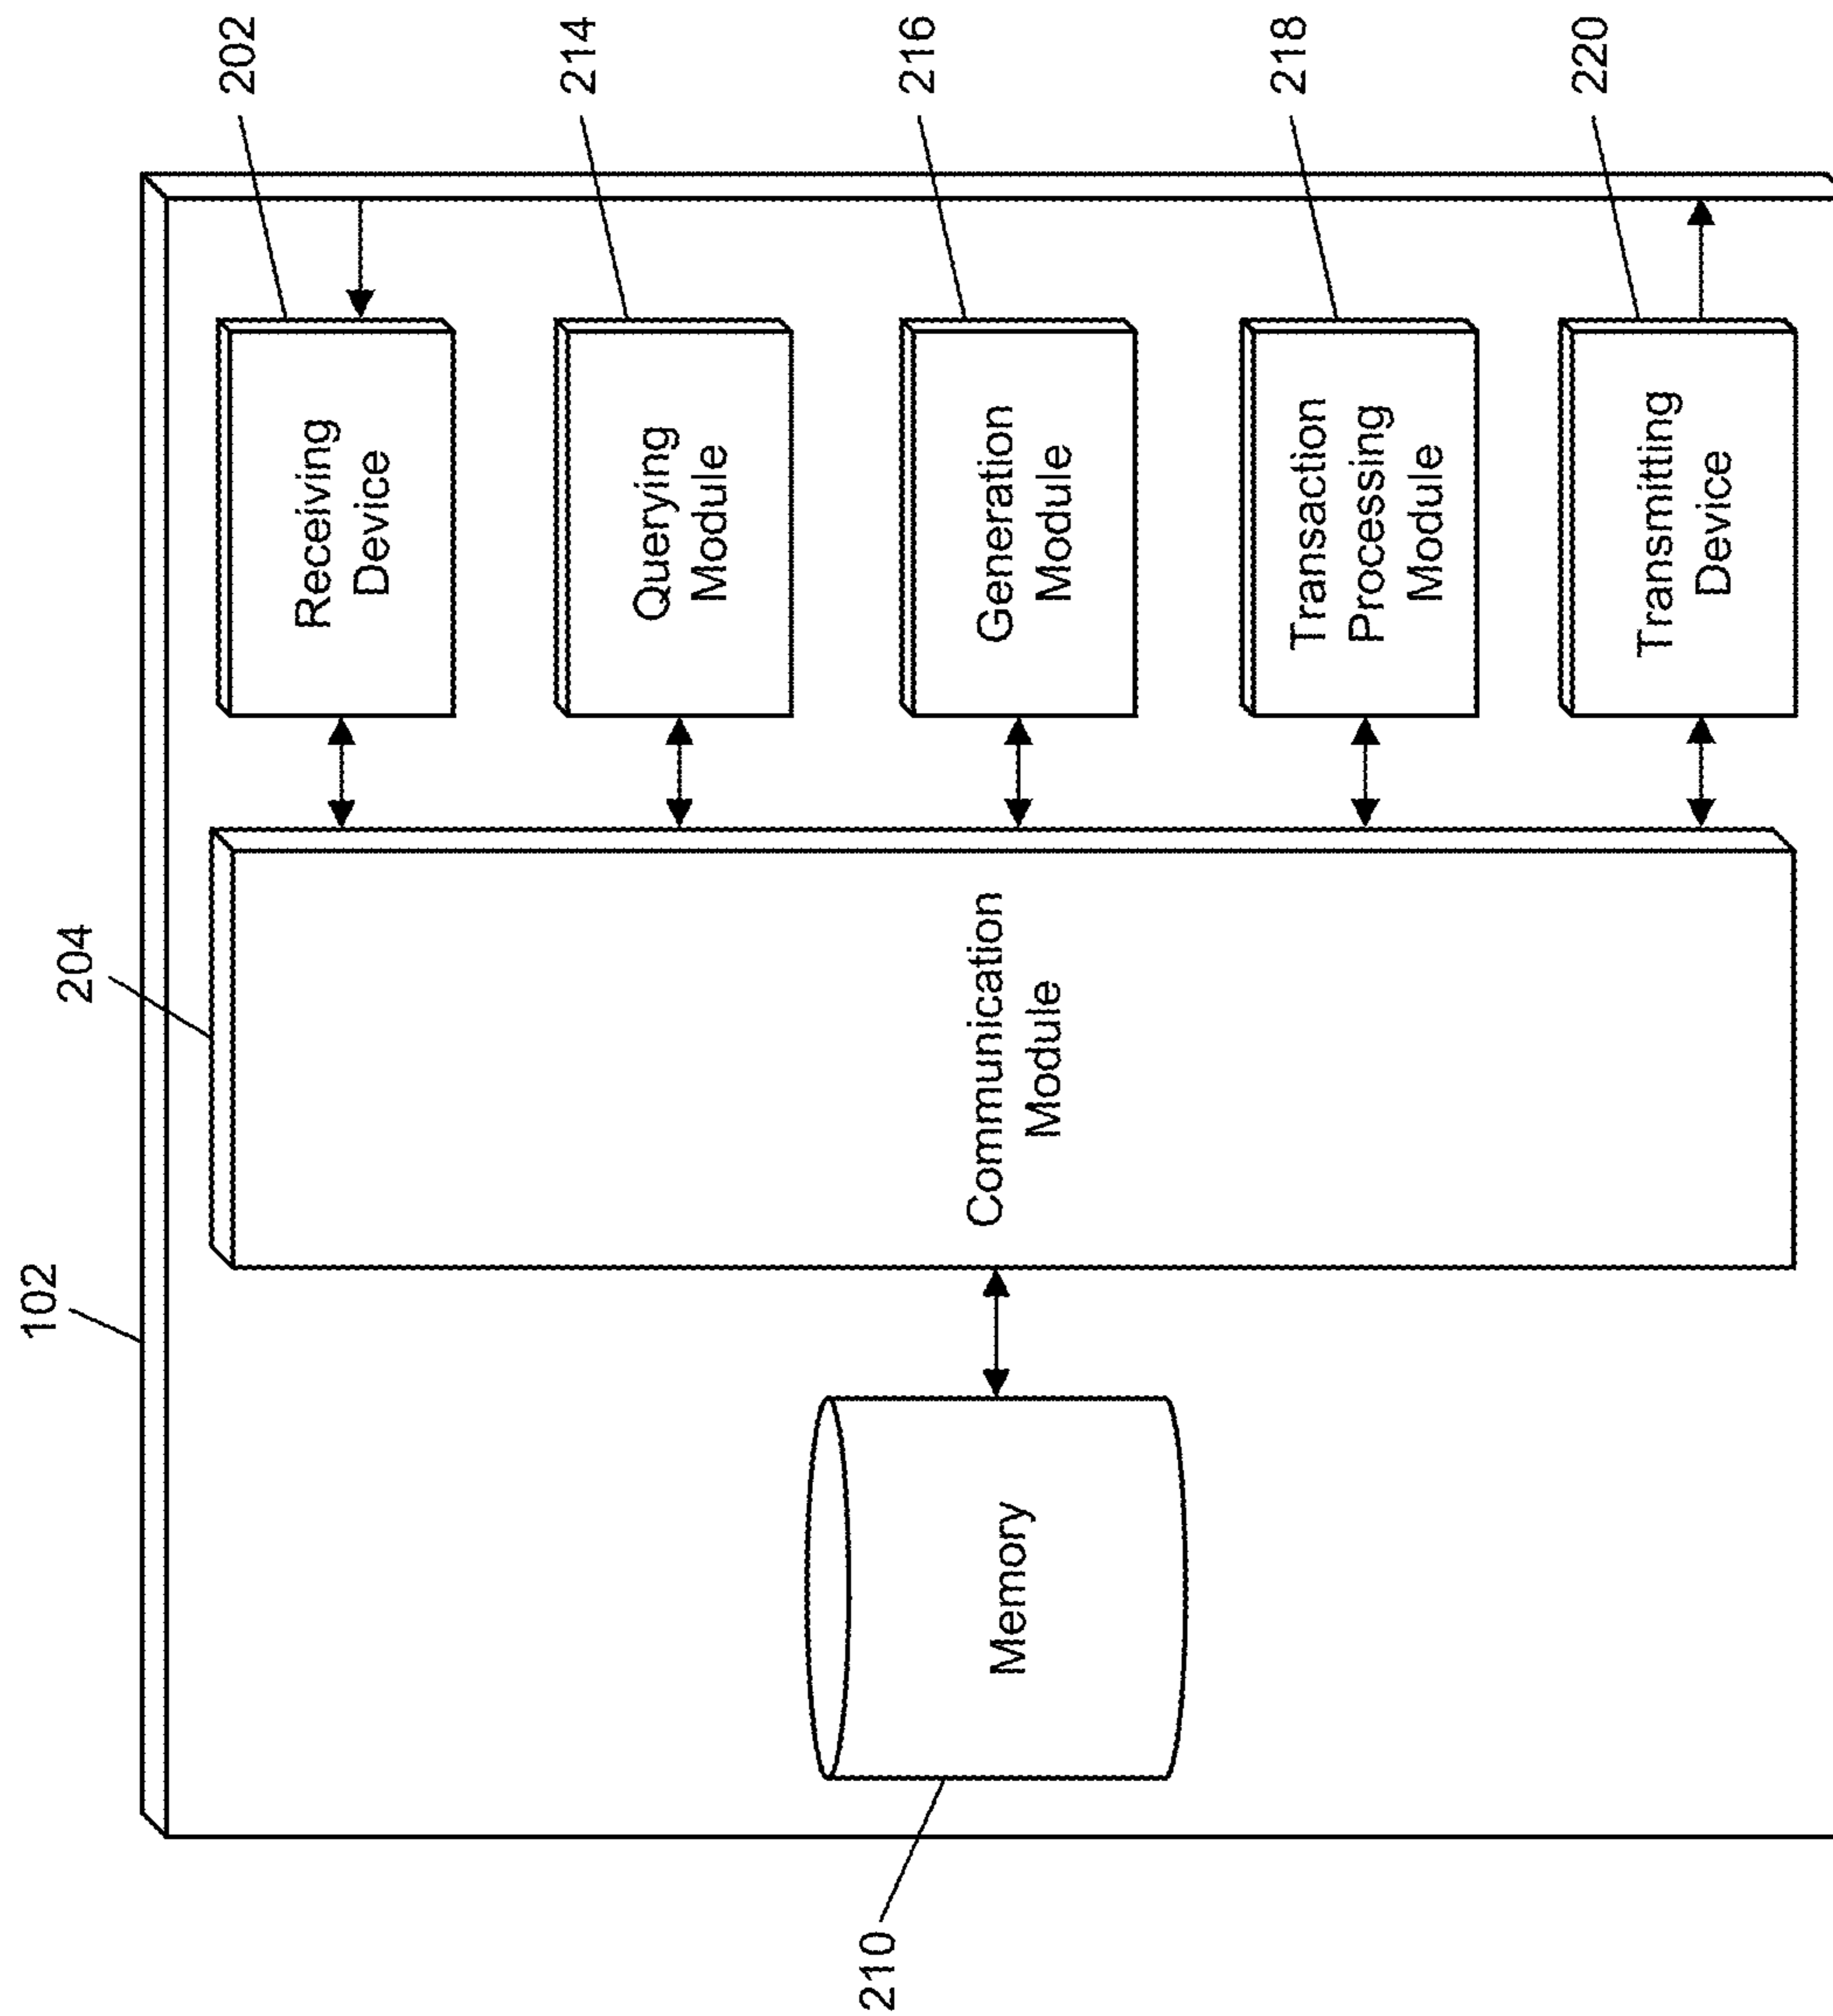 102
204
202
Receiving
Device
214
Querying
Module
216
Generation
Module
218
Transaction
Processing
Module
220
Transmitting
Device
Communication
Module
Memory
210